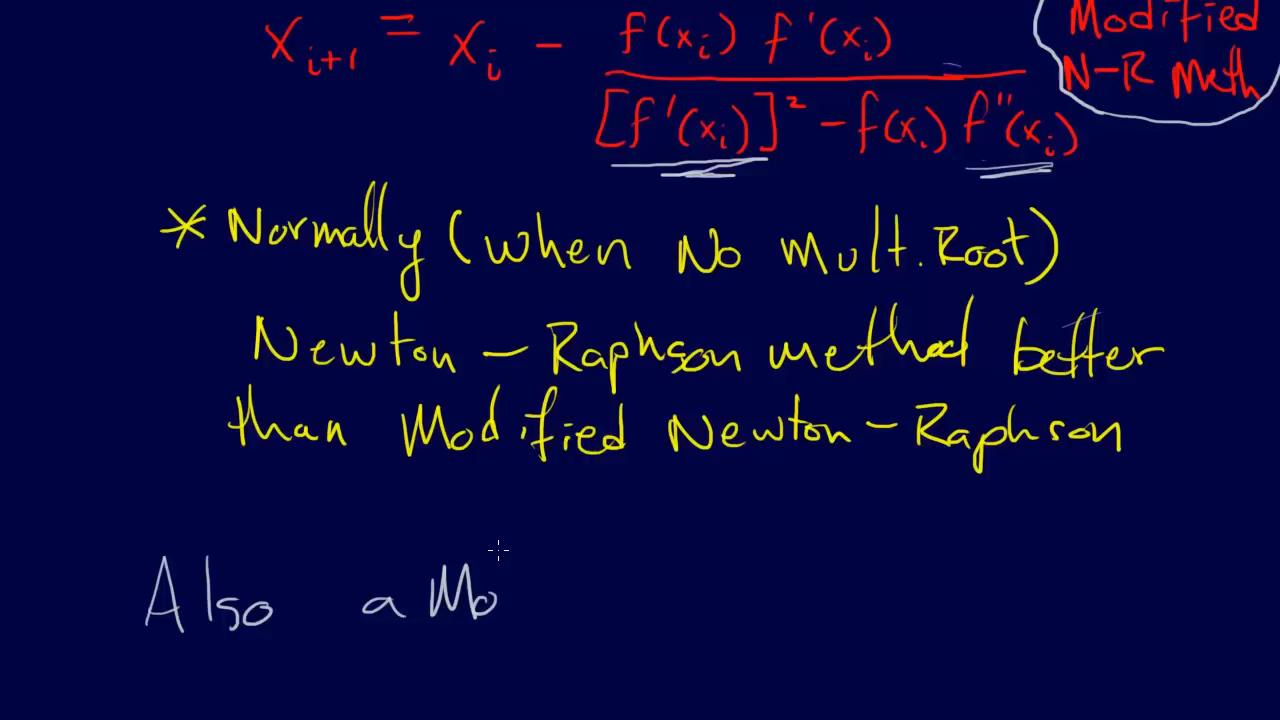 x_{i+1} = x_i - \frac{f(x_i) f'(x_i)}{[f'(x_i)]^2 - f(x_i) f''(x_i)}
Modified
N-R Meth
* Normally (when No Mult. Root)
Newton - Raphson method better
than Modified Newton - Raphson
Also a Mo